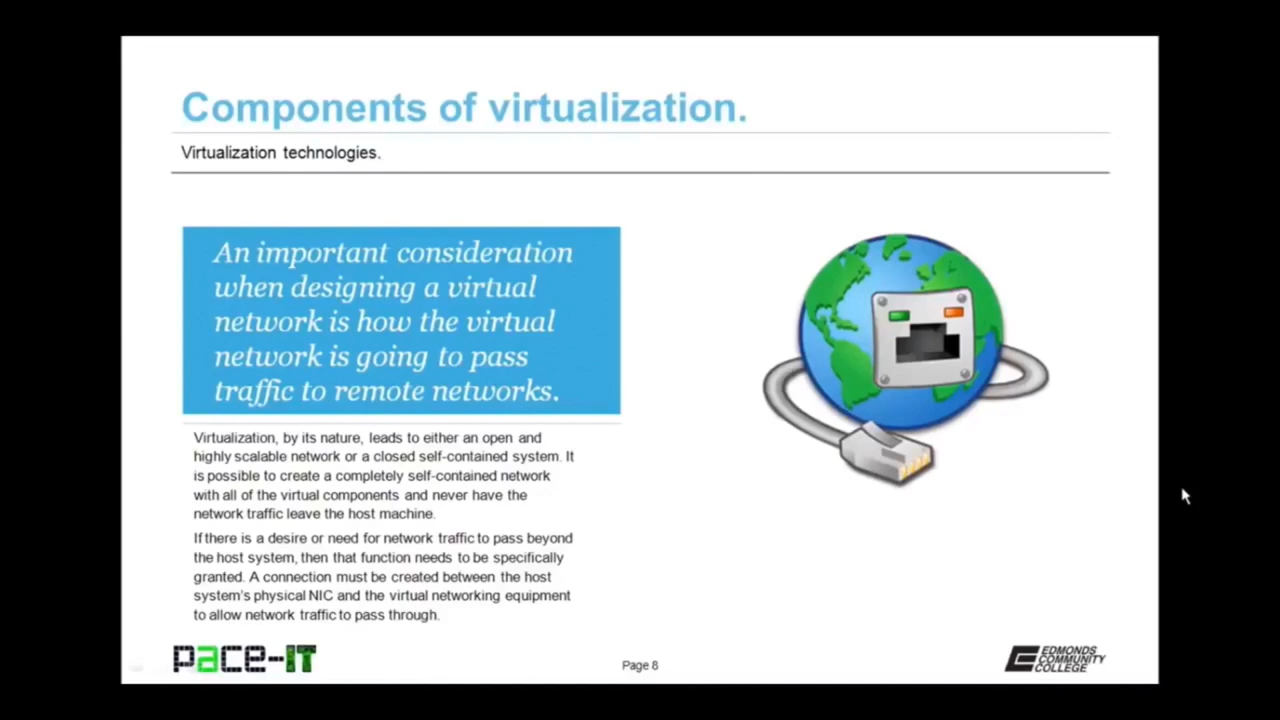 Components of virtualization.
Virtualization technologies.
An important consideration
when designing a virtual
network is how the virtual
network is going to pass
traffic to remote networks.
Virtualization, by its nature, leads to either an open and
highly scalable network or a closed self-contained system. It
is possible to create a completely self-contained network
with all of the virtual components and never have the
network traffic leave the host machine.
If there is a desire or need for network traffic to pass beyond
the host system, then that function needs to be specifically
granted. A connection must be created between the host
system's physical NIC and the virtual networking equipment
to allow network traffic to pass through.
pace-IT
Page 8
EDMONDS
COMMUNITY
COLLEGE